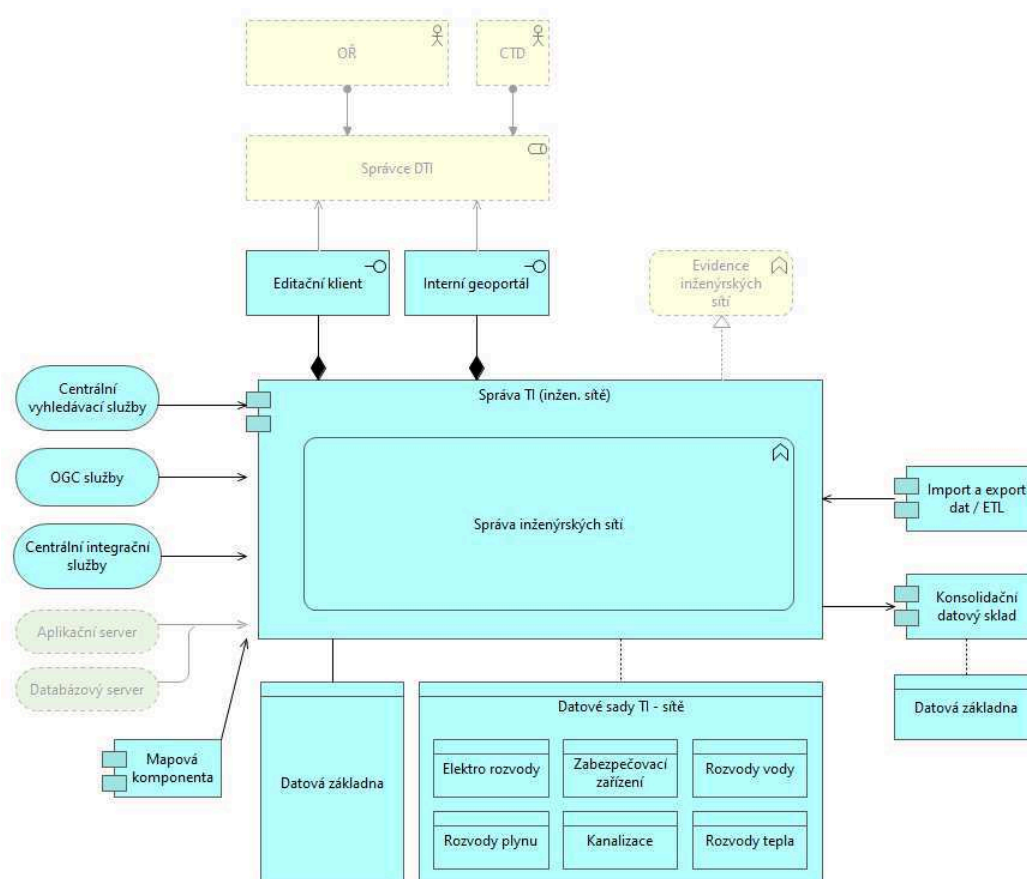 OŘ
CTD
Správce DTI
Editační klient
Interní geoportál
Evidence
inženýrských
sítí
Centrální
vyhledávací služby
Správa TI (inžen. sítě)
OGC služby
Správa inženýrských sítí
Import a export
dat / ETL
Centrální integrační
služby
Konsolidační
datový sklad
Aplikační server
Databázový server
Datová základna
Datové sady TI - sítě
Mapová
komponenta
Datová základna
Elektro rozvody
Zabezpečovací
zařízení
Rozvody vody
Rozvody plynu
Kanalizace
Rozvody tepla